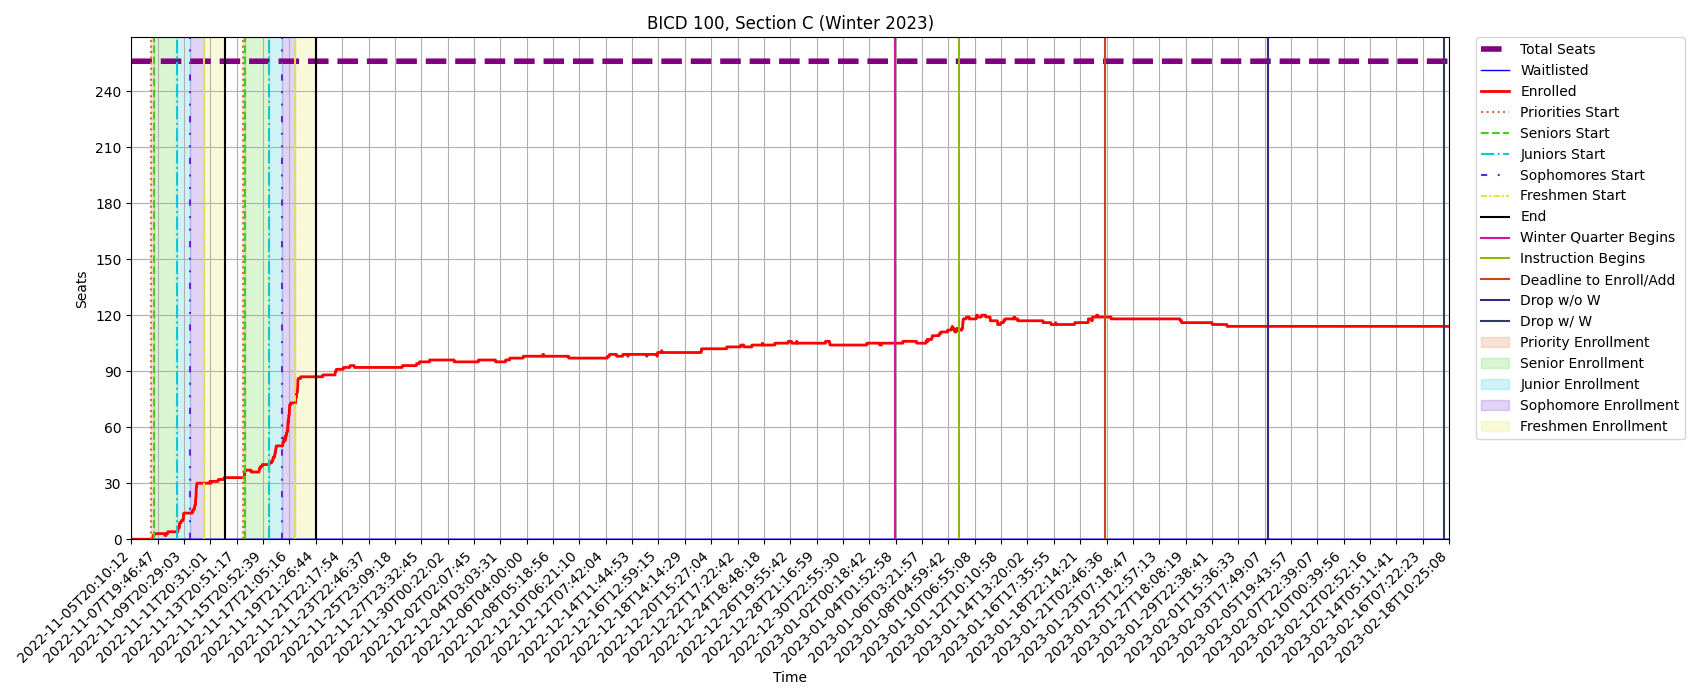 BICD 100, Section C (Winter 2023)
Seats
240
210
180
150
120
90
60
30
0
2022-11-05T20:10:12
2022-11-07T19:46:47
2022-11-09T20:29:03
2022-11-11T20:31:01
2022-11-13T20:51:17
2022-11-15T20:52:39
2022-11-17T21:05:16
2022-11-19T21:26:44
2022-11-21T22:17:54
2022-11-23T22:46:37
2022-11-25T23:09:18
2022-11-27T23:32:45
2022-11-30T00:22:02
2022-12-02T02:07:45
2022-12-04T03:03:31
2022-12-06T04:00:00
2022-12-08T05:18:56
2022-12-10T06:21:10
2022-12-12T07:42:04
2022-12-14T11:44:53
2022-12-16T12:59:15
2022-12-18T14:14:29
2022-12-20T15:27:04
2022-12-22T17:22:42
2022-12-24T18:48:18
2022-12-26T19:55:42
2022-12-28T21:16:59
2022-12-30T22:55:30
2023-01-02T00:18:42
2023-01-04T01:52:58
2023-01-06T03:21:57
2023-01-08T04:59:42
2023-01-10T06:55:08
2023-01-12T10:10:58
2023-01-14T13:20:02
2023-01-16T17:35:55
2023-01-18T22:14:21
2023-01-21T02:46:36
2023-01-23T07:18:47
2023-01-25T12:57:13
2023-01-27T18:08:19
2023-01-29T22:38:41
2023-02-01T15:36:33
2023-02-03T17:49:07
2023-02-05T19:43:57
2023-02-07T22:39:07
2023-02-10T00:39:56
2023-02-12T02:52:16
2023-02-14T05:11:41
2023-02-16T07:22:23
2023-02-18T10:25:08
Time
Total Seats
Waitlisted
Enrolled
Priorities Start
Seniors Start
Juniors Start
Sophomores Start
Freshmen Start
End
Winter Quarter Begins
Instruction Begins
Deadline to Enroll/Add
Drop w/o W
Drop w/ W
Priority Enrollment
Senior Enrollment
Junior Enrollment
Sophomore Enrollment
Freshmen Enrollment